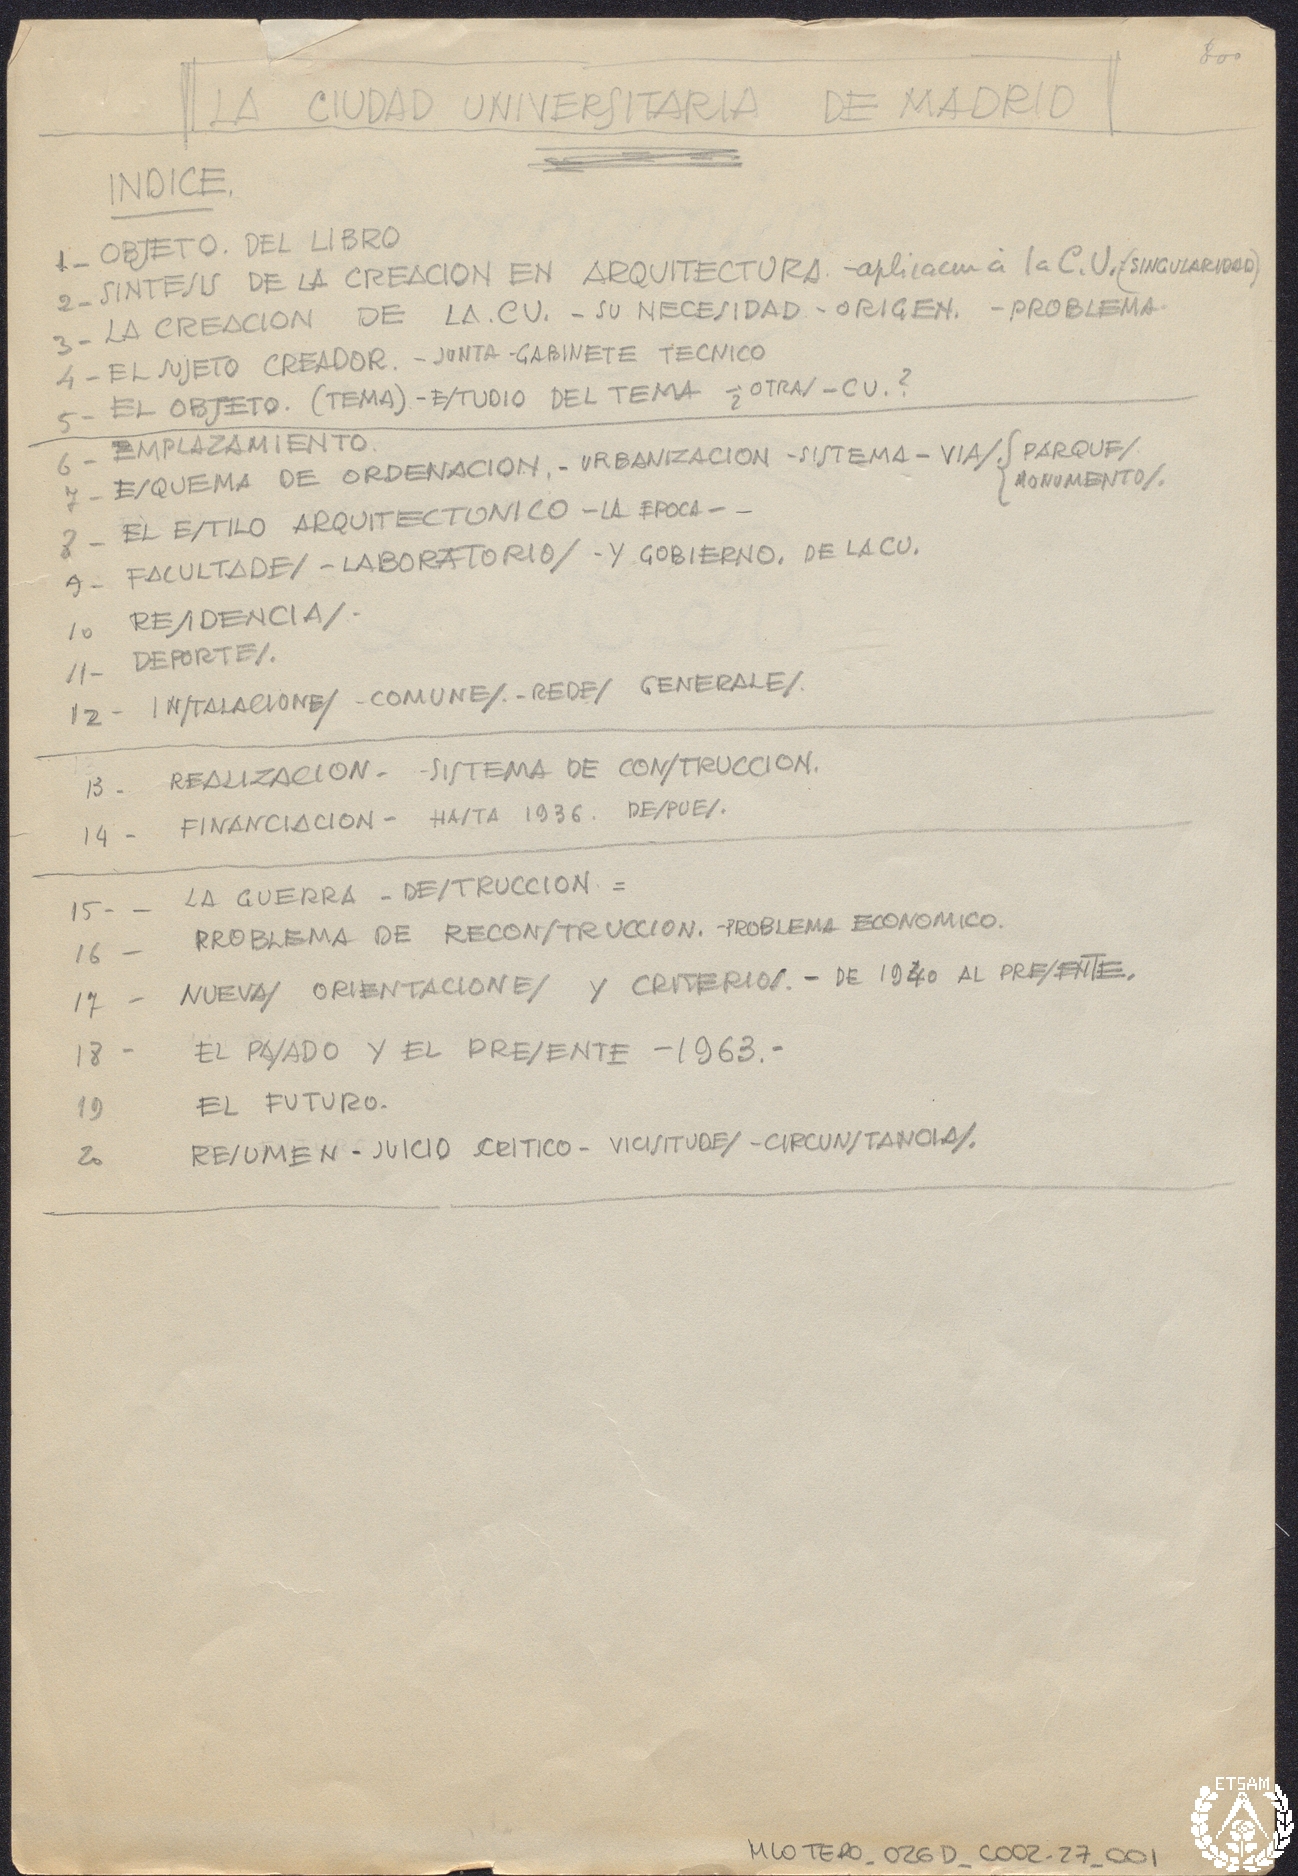 LA CIUDAD UNIVERSITARIA DE MADRID
INDICE.
1- OBJETO. DEL LIBRO
2- SINTESIS DE LA CREACION EN ARQUITECTURA. - aplicacion a la C.U. (SINGULARIDAD)
3- LA CREACION DE LA.CU. - SU NECESIDAD - ORIGEN. - PROBLEMA-
4- EL SUJETO CREADOR. - JUNTA - GABINETE TECNICO
5- EL OBJETO. (TEMA) - ESTUDIO DEL TEMA - ¿ OTRAS - CU. ?
6- EMPLAZAMIENTO.
7- ESQUEMA DE ORDENACION. - URBANIZACION - SISTEMA - VIAS. { PARQUES.
MONUMENTOS.
8- EL ESTILO ARQUITECTONICO - LA EPOCA - -
9- FACULTADES - LABORATORIOS - Y GOBIERNO. DE LA CU.
10 RESIDENCIAS -
11- DEPORTES.
12- INSTALACIONES - COMUNES. - REDES GENERALES.
13- REALIZACION - - SISTEMA DE CONSTRUCCION.
14- FINANCIACION - HASTA 1936. DESPUES.
15- - LA GUERRA - DESTRUCCION =
16- PROBLEMA DE RECONSTRUCCION. - PROBLEMA ECONOMICO.
17- NUEVAS ORIENTACIONES Y CRITERIOS. - DE 1940 AL PRESENTE.
18- EL PASADO Y EL PRESENTE - 1963. -
19 EL FUTURO.
20 RESUMEN - JUICIO CRITICO - VICISITUDES - CIRCUNSTANCIAS.
MLOTERO_026D_C002-27_001
ETSAM